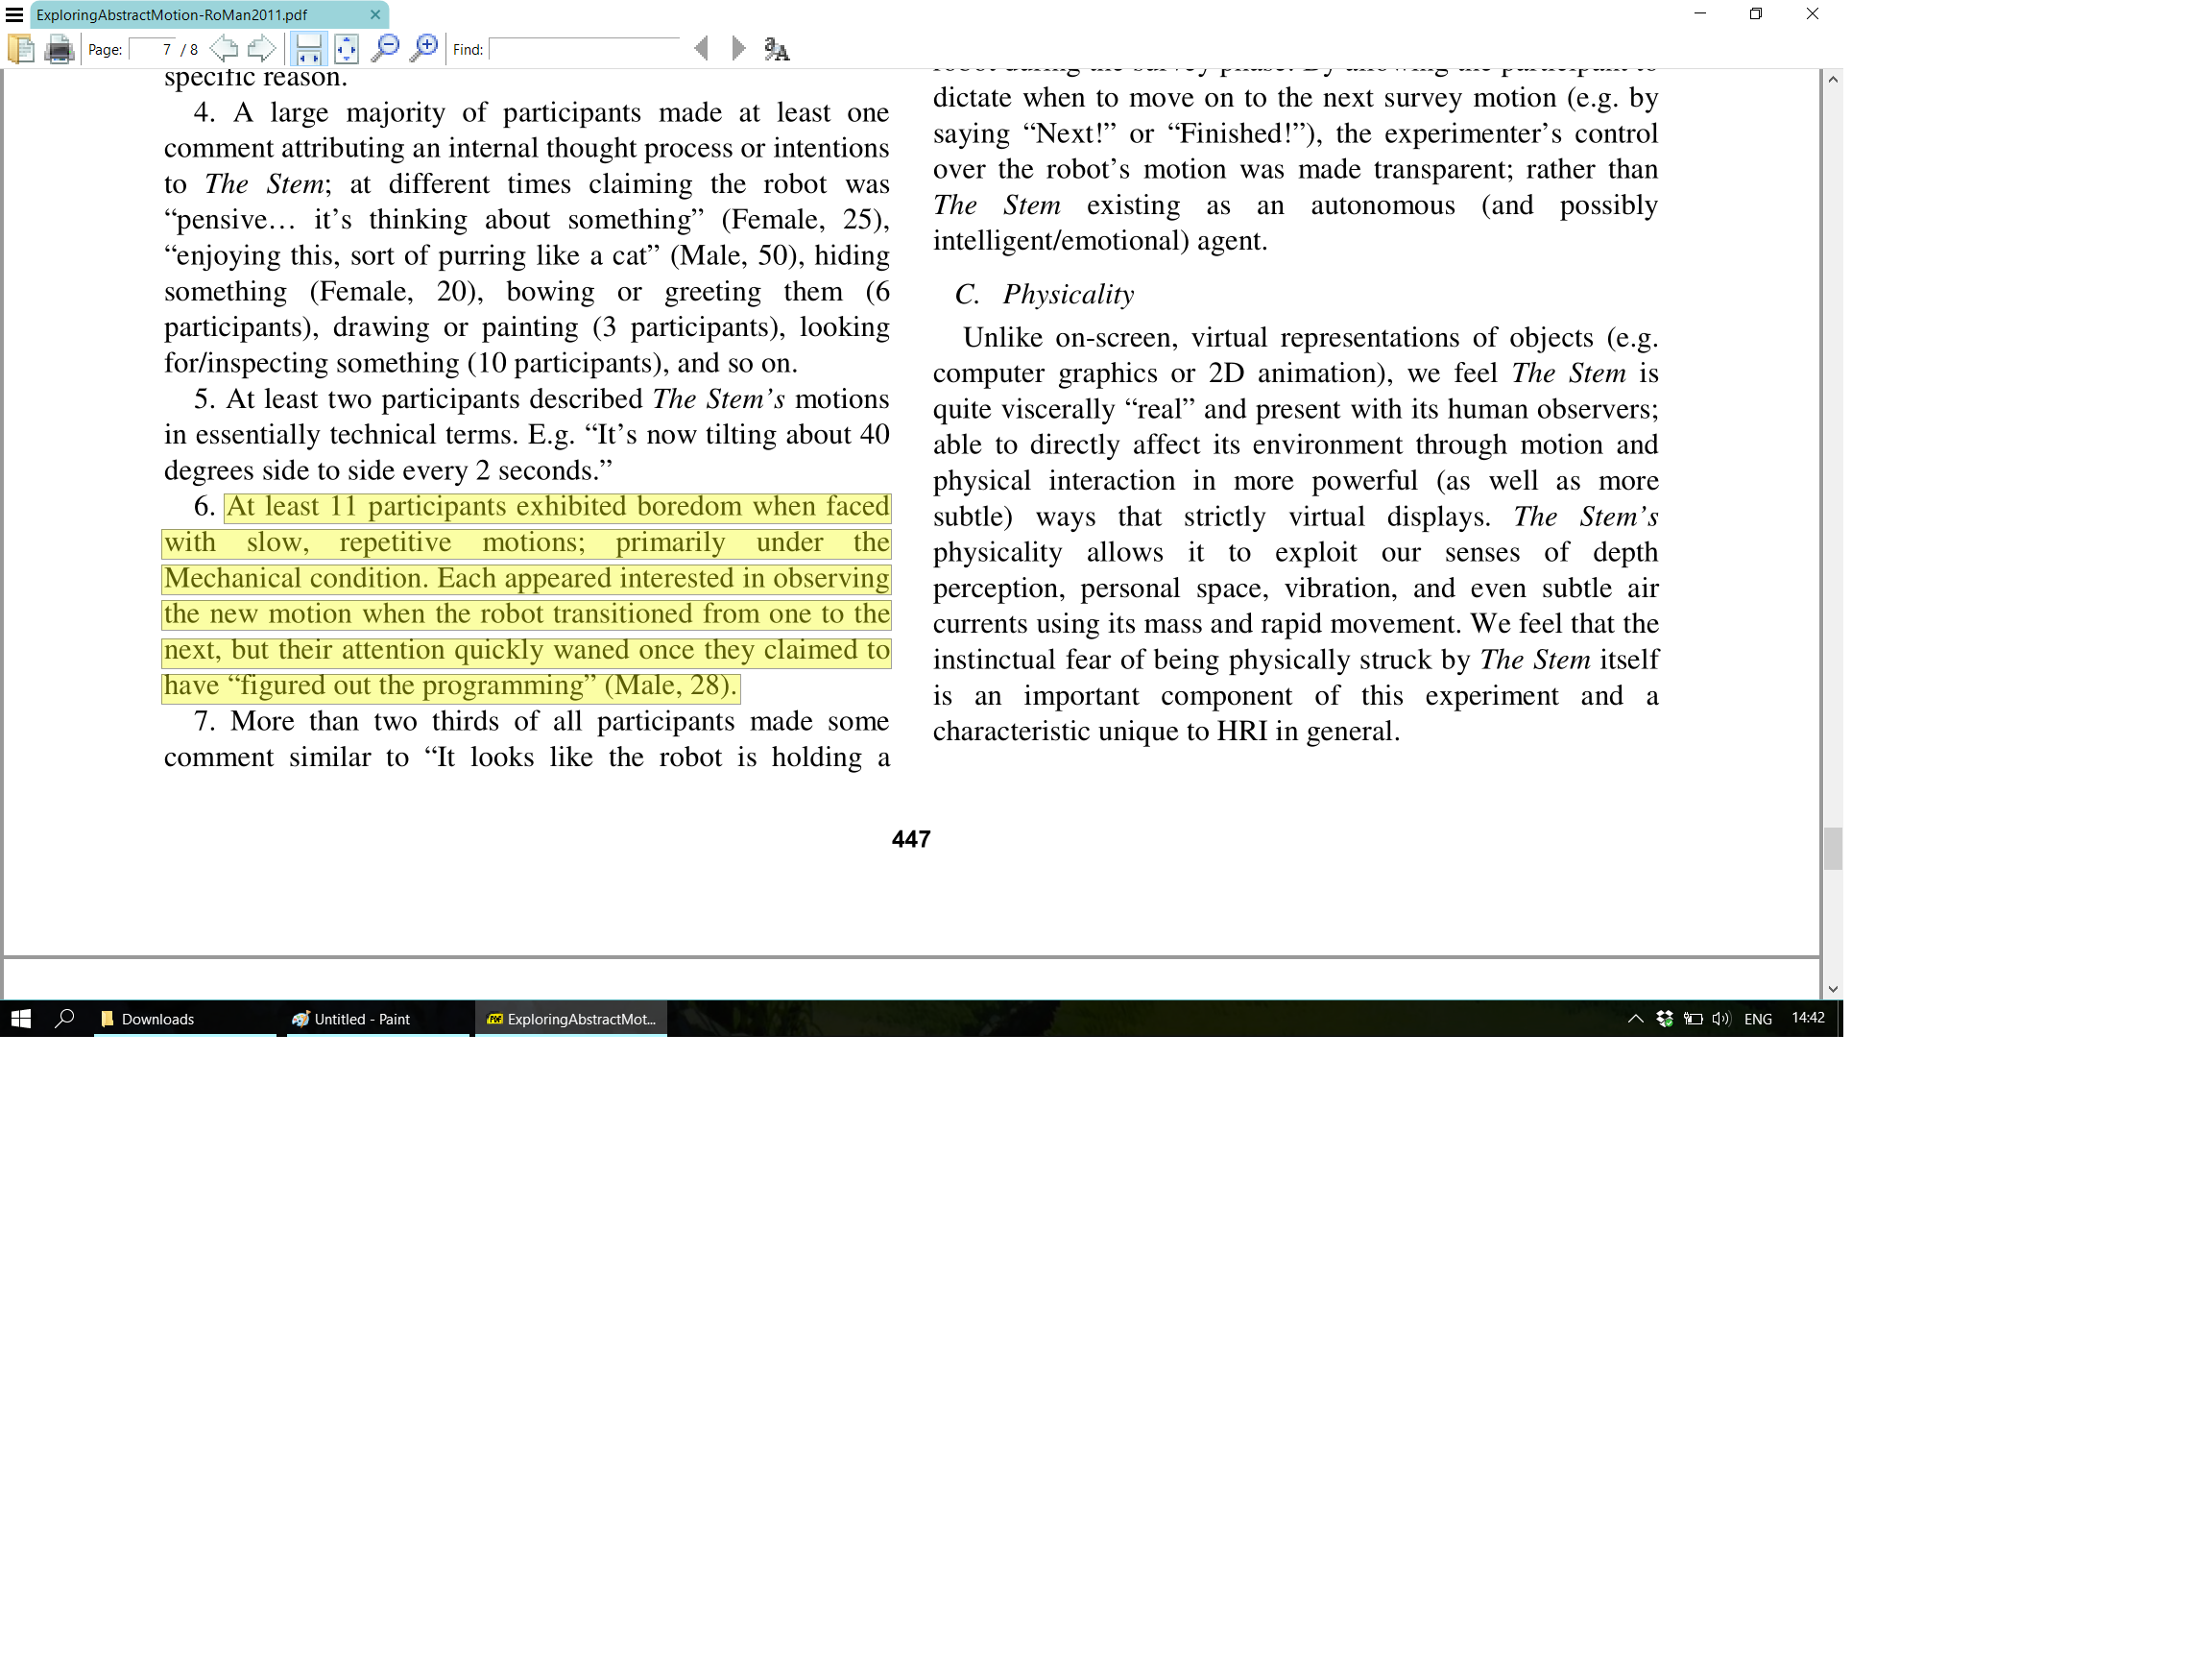 ExploringAbstractMotion-RoMan2011.pdf
Page: 7 / 8 Find:
specific reason.
4. A large majority of participants made at least one
comment attributing an internal thought process or intentions
to The Stem; at different times claiming the robot was
“pensive… it’s thinking about something” (Female, 25),
“enjoying this, sort of purring like a cat” (Male, 50), hiding
something (Female, 20), bowing or greeting them (6
participants), drawing or painting (3 participants), looking
for/inspecting something (10 participants), and so on.
5. At least two participants described The Stem’s motions
in essentially technical terms. E.g. “It’s now tilting about 40
degrees side to side every 2 seconds.”
6. At least 11 participants exhibited boredom when faced
with slow, repetitive motions; primarily under the
Mechanical condition. Each appeared interested in observing
the new motion when the robot transitioned from one to the
next, but their attention quickly waned once they claimed to
have “figured out the programming” (Male, 28).
7. More than two thirds of all participants made some
comment similar to “It looks like the robot is holding a
robot during the survey phase. By allowing the participant to
dictate when to move on to the next survey motion (e.g. by
saying “Next!” or “Finished!”), the experimenter’s control
over the robot’s motion was made transparent; rather than
The Stem existing as an autonomous (and possibly
intelligent/emotional) agent.
C. Physicality
Unlike on-screen, virtual representations of objects (e.g.
computer graphics or 2D animation), we feel The Stem is
quite viscerally “real” and present with its human observers;
able to directly affect its environment through motion and
physical interaction in more powerful (as well as more
subtle) ways that strictly virtual displays. The Stem’s
physicality allows it to exploit our senses of depth
perception, personal space, vibration, and even subtle air
currents using its mass and rapid movement. We feel that the
instinctual fear of being physically struck by The Stem itself
is an important component of this experiment and a
characteristic unique to HRI in general.
447
Downloads Untitled - Paint ExploringAbstractMot... ENG 14:42